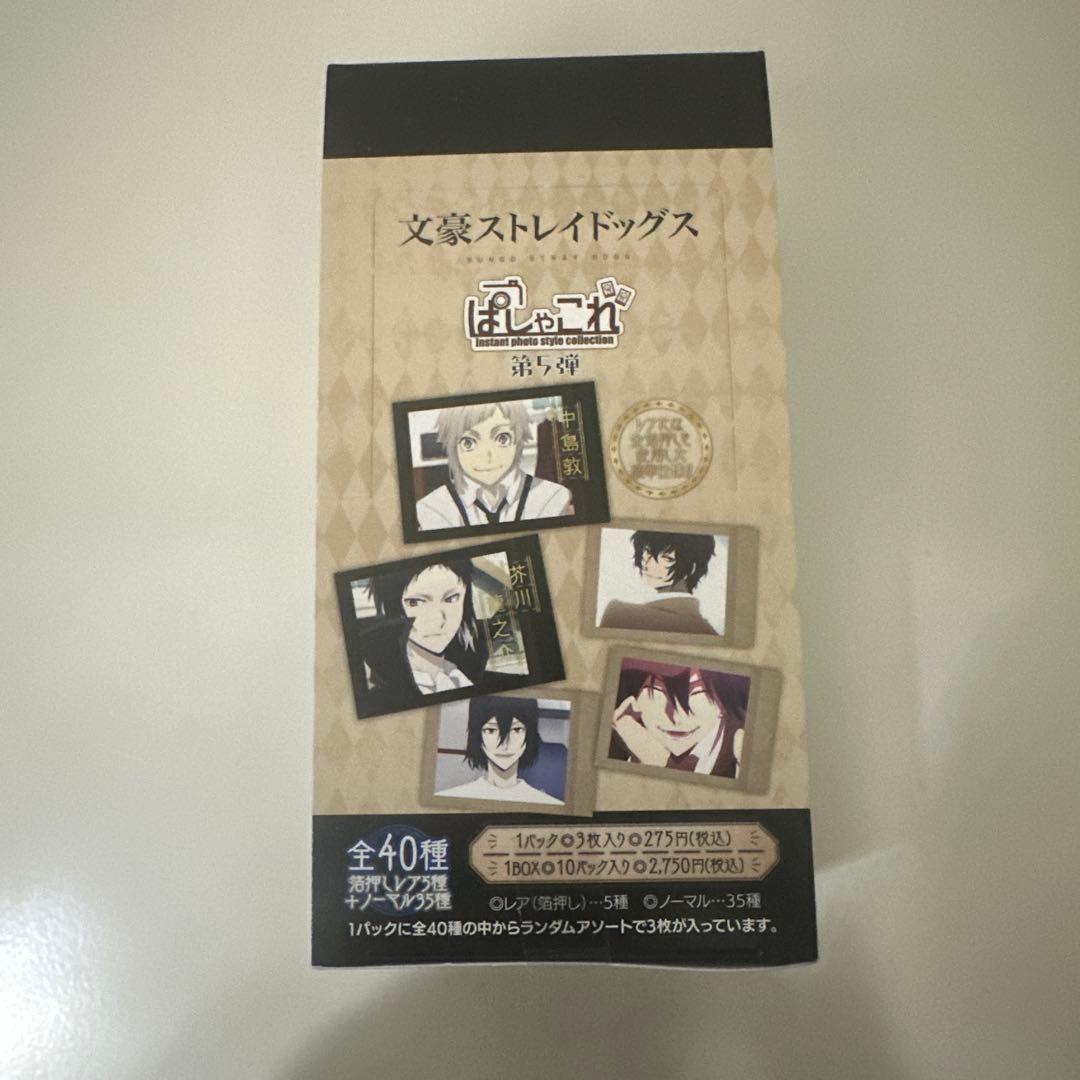 文豪ストレイドッグス
BUNGO STRAY DOGS
ぱしゃこれ
instant photo style collection
第5弾
中島敦
芥川
之介
全40種
箔押しレア5種
+ノーマル35種
1パック◎3枚入り◎275円(税込)
1BOX◎10パック入り◎2,750円(税込)
◎レア(箔押し)…5種 ◎ノーマル…35種
1パックに全40種の中からランダムアソートで3枚が入っています。